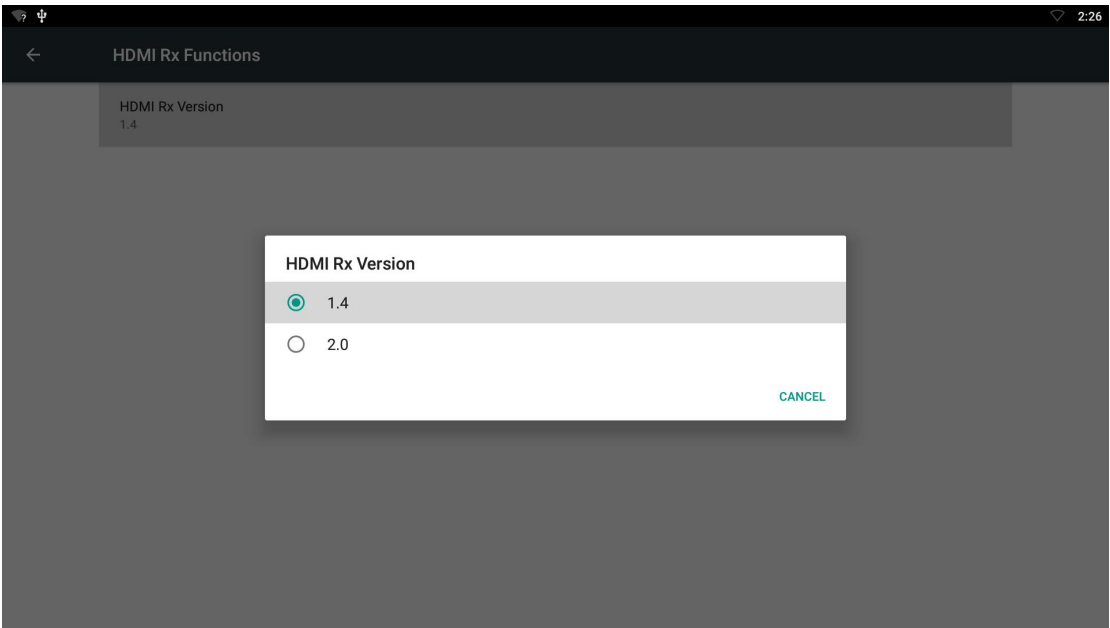 2:26
HDMI Rx Functions
HDMI Rx Version
1.4
HDMI Rx Version
1.4
2.0
CANCEL